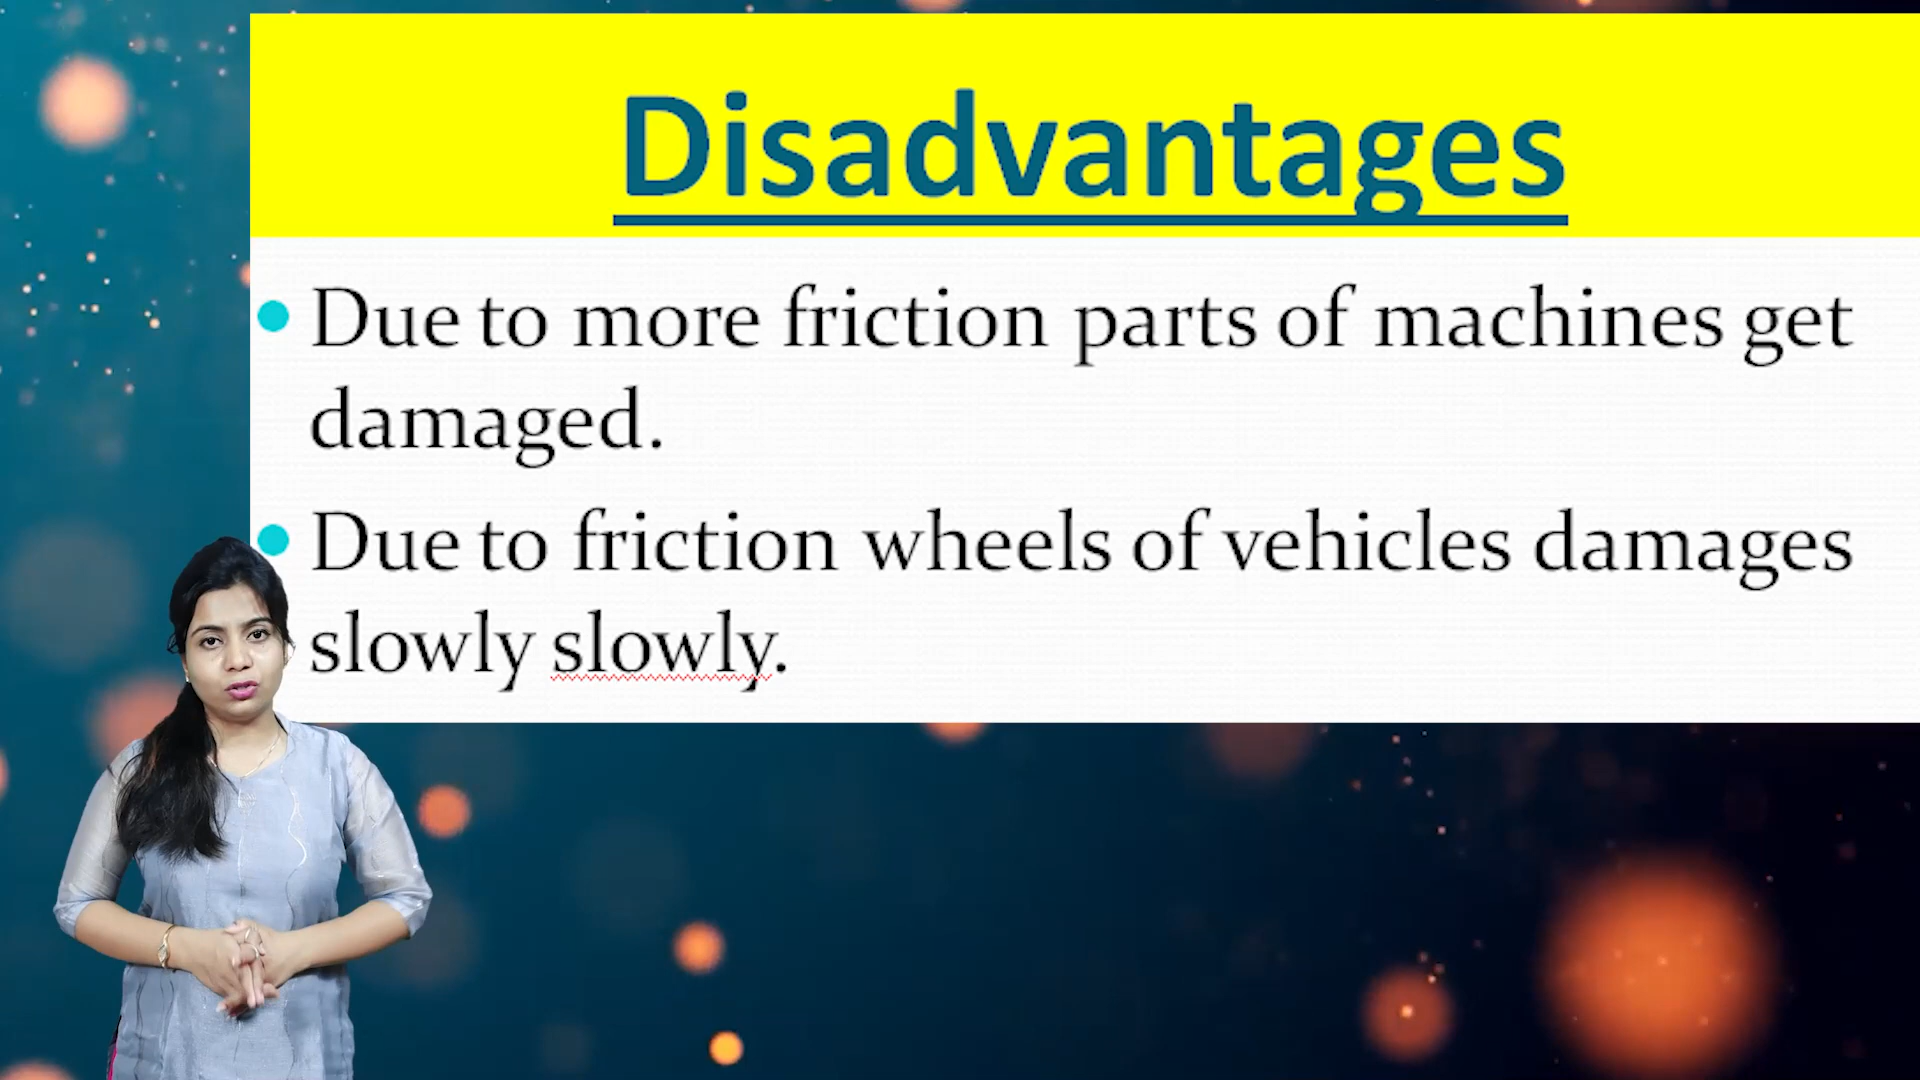 Disadvantages
Due to more friction parts of machines get
damaged.
Due to friction wheels of vehicles damages
slowly slowly.